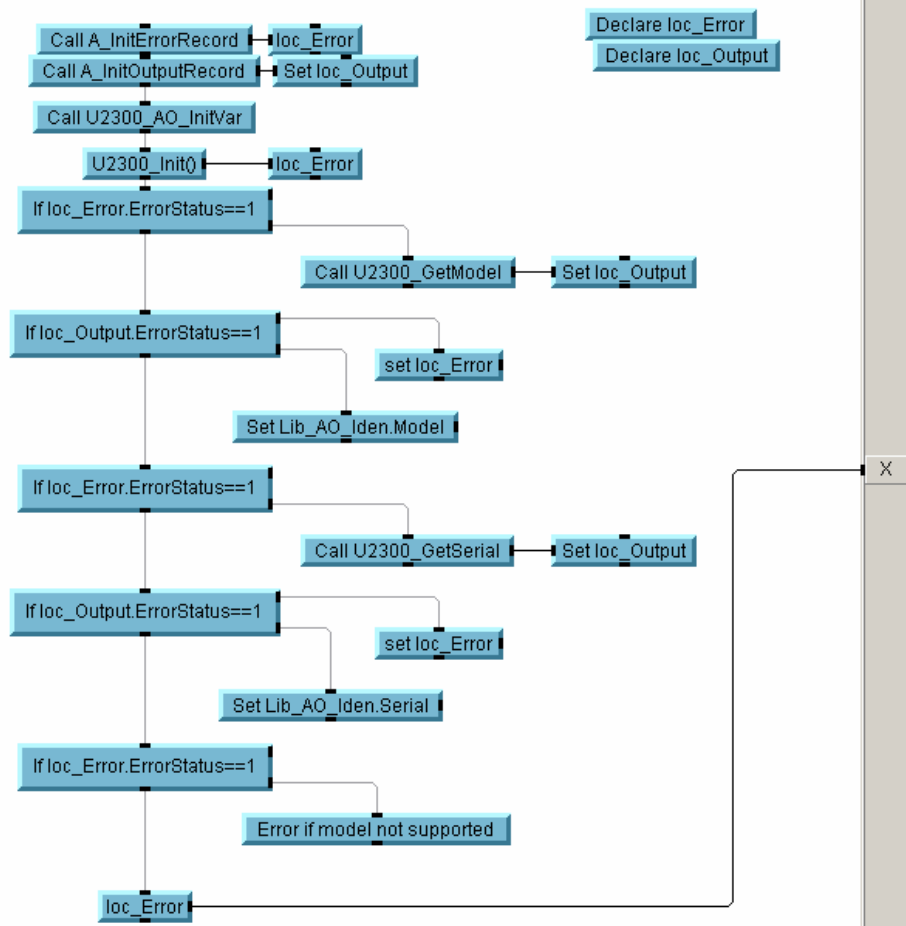 Declare loc_Error
Call A_InitErrorRecord
loc_Error
Declare loc_Output
Call A_InitOutputRecord
Set loc_Output
Call U2300_AO_InitVar
U2300_Init()
loc_Error
If loc_Error.ErrorStatus==1
Call U2300_GetModel
Set loc_Output
If loc_Output.ErrorStatus==1
set loc_Error
Set Lib_AO_Iden.Model
X
If loc_Error.ErrorStatus==1
Call U2300_GetSerial
Set loc_Output
If loc_Output.ErrorStatus==1
set loc_Error
Set Lib_AO_Iden.Serial
If loc_Error.ErrorStatus==1
Error if model not supported
loc_Error